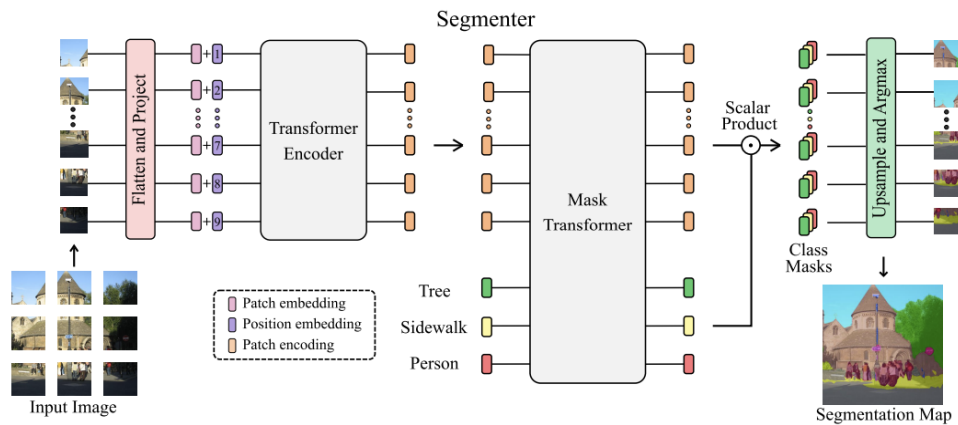 Segmenter
Flatten and Project
+ 1
+ 2
+ 7
+ 8
+ 9
Transformer
Encoder
Mask
Transformer
Scalar
Product
Class
Masks
Upsample and Argmax
Patch embedding
Position embedding
Patch encoding
Tree
Sidewalk
Person
Input Image
Segmentation Map